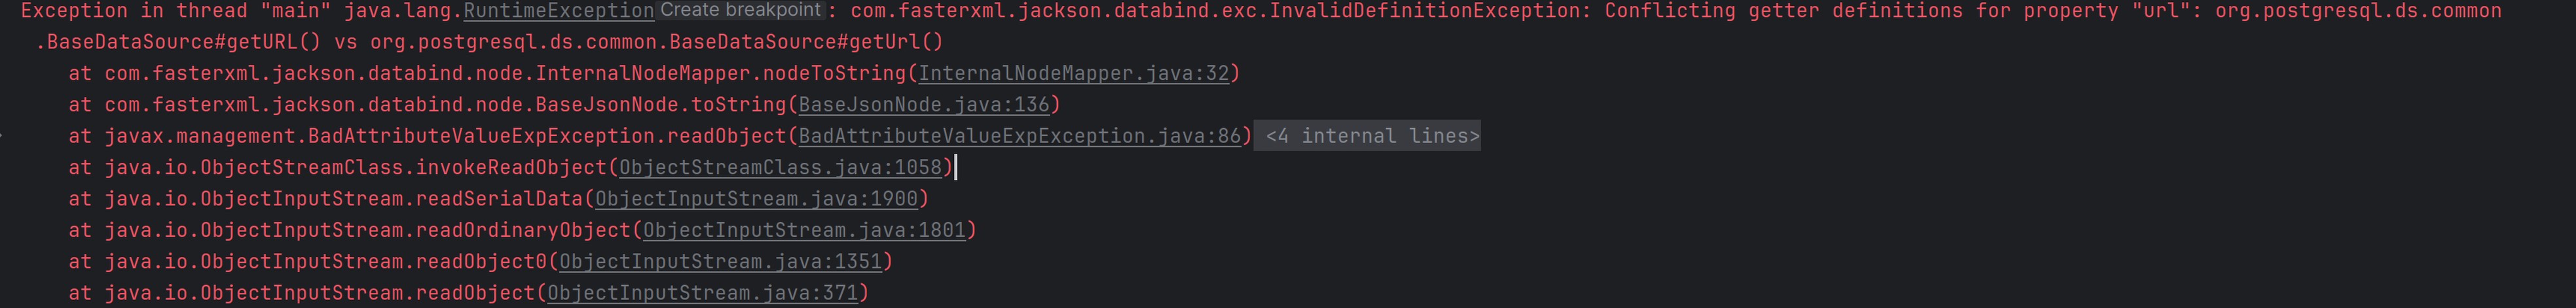 Exception in thread "main" java.lang.RuntimeException Create breakpoint : com.fasterxml.jackson.databind.exc.InvalidDefinitionException: Conflicting getter definitions for property "url": org.postgresql.ds.common
.BaseDataSource#getURL() vs org.postgresql.ds.common.BaseDataSource#getUrl()
at com.fasterxml.jackson.databind.node.InternalNodeMapper.nodeToString(InternalNodeMapper.java:32)
at com.fasterxml.jackson.databind.node.BaseJsonNode.toString(BaseJsonNode.java:136)
at javax.management.BadAttributeValueExpException.readObject(BadAttributeValueExpException.java:86) <4 internal lines>
at java.io.ObjectStreamClass.invokeReadObject(ObjectStreamClass.java:1058)
at java.io.ObjectInputStream.readSerialData(ObjectInputStream.java:1900)
at java.io.ObjectInputStream.readOrdinaryObject(ObjectInputStream.java:1801)
at java.io.ObjectInputStream.readObject0(ObjectInputStream.java:1351)
at java.io.ObjectInputStream.readObject(ObjectInputStream.java:371)